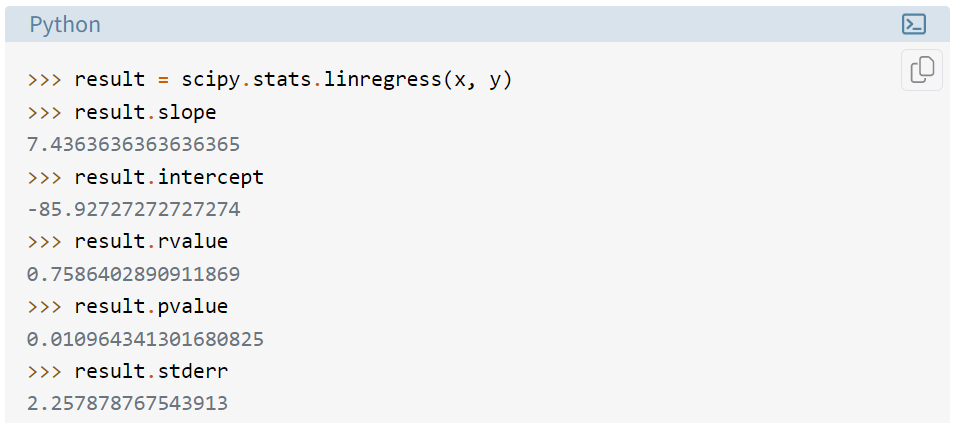 Python
>>> result = scipy.stats.linregress(x, y)
>>> result.slope
7.4363636363636365
>>> result.intercept
-85.92727272727274
>>> result.rvalue
0.7586402890911869
>>> result.pvalue
0.010964341301680825
>>> result.stderr
2.257878767543913